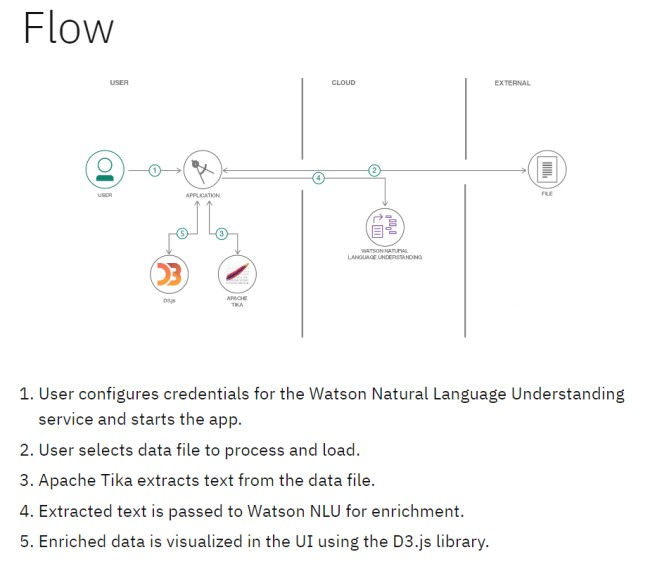 Flow
USER
CLOUD
EXTERNAL
1
2
4
USER
APPLICATION
FILE
5
3
WATSON NATURAL
LANGUAGE UNDERSTANDING
D3.js
APACHE
TIKA
1. User configures credentials for the Watson Natural Language Understanding
service and starts the app.
2. User selects data file to process and load.
3. Apache Tika extracts text from the data file.
4. Extracted text is passed to Watson NLU for enrichment.
5. Enriched data is visualized in the UI using the D3.js library.